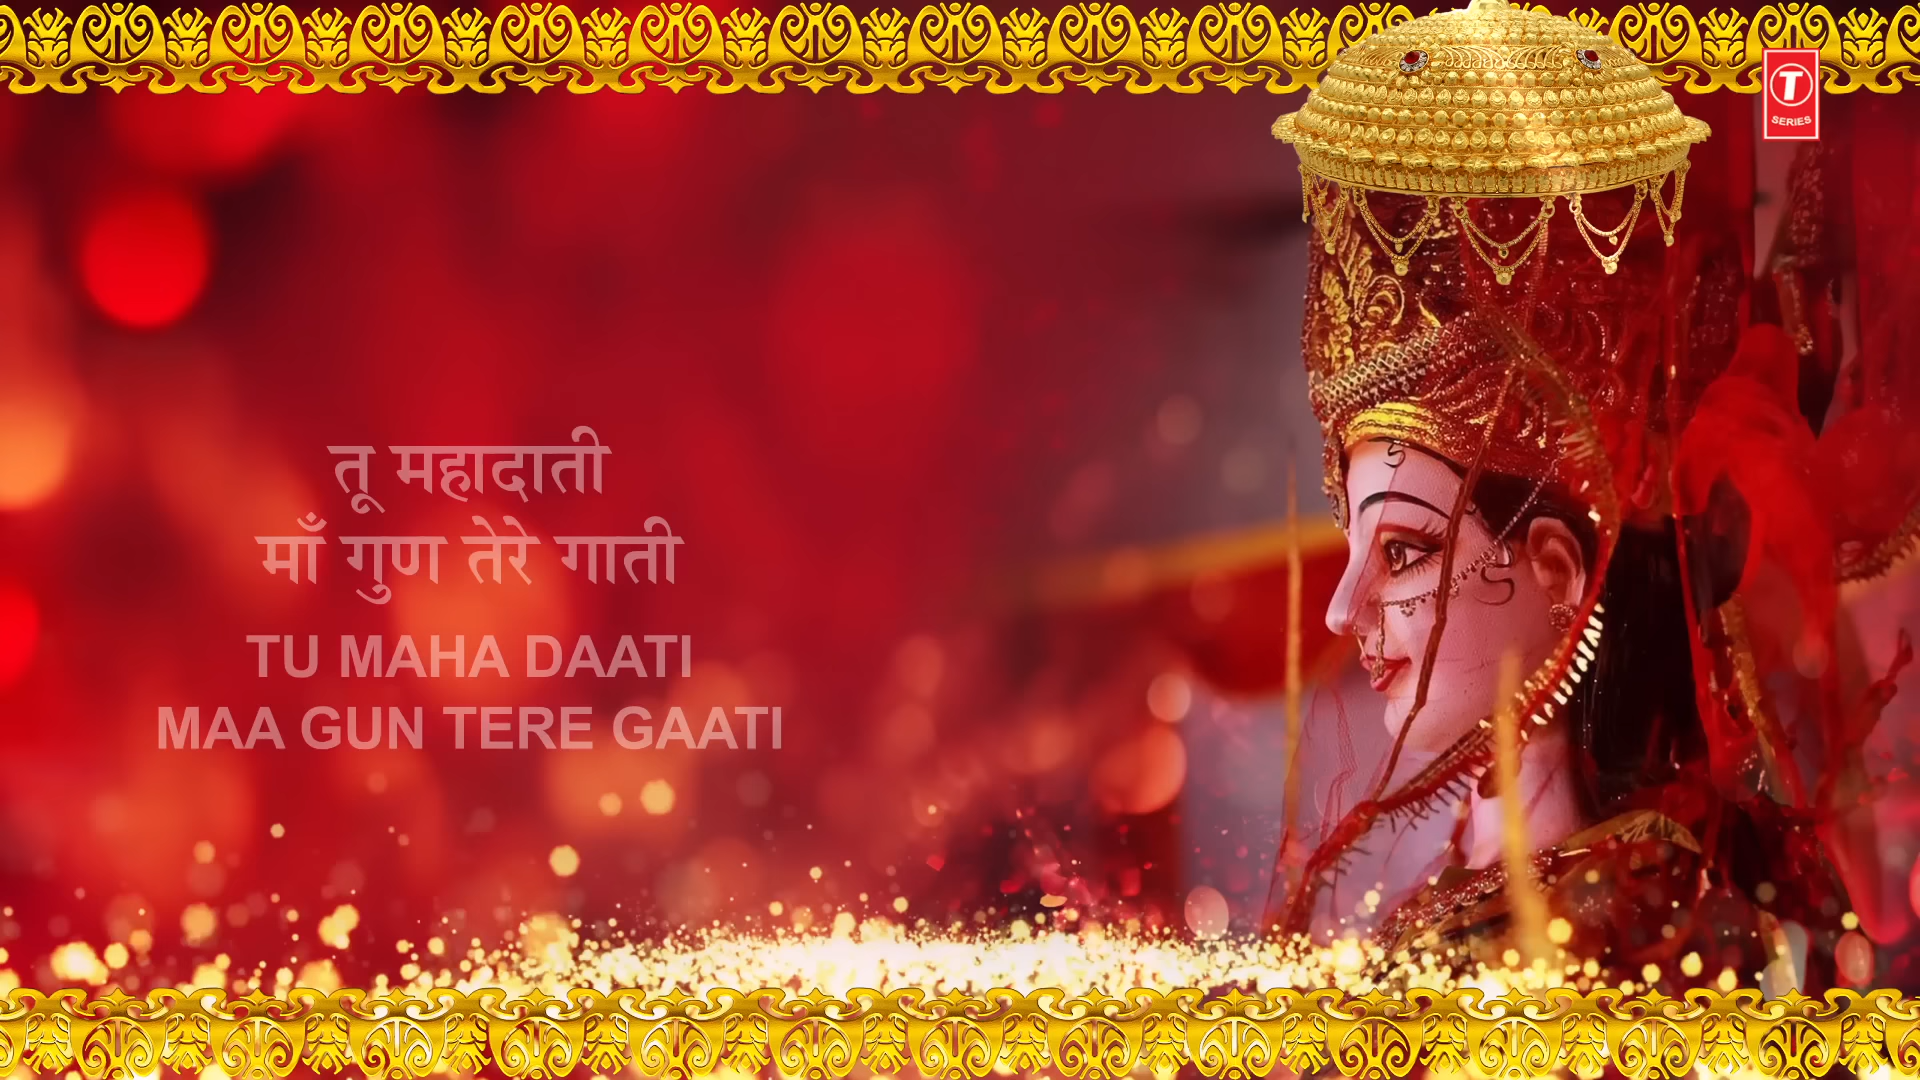 T
SERIES
तू महादाती
माँ गुण तेरे गाती
TU MAHA DAATI
MAA GUN TERE GAATI